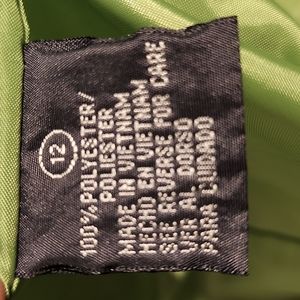 12
100% POLYESTER/
POLIESTER
MADE IN VIETNAM
HECHO EN VIETNAM
SEE REVERSE FOR CARE
VER AL DORSO
PARA CUIDADO